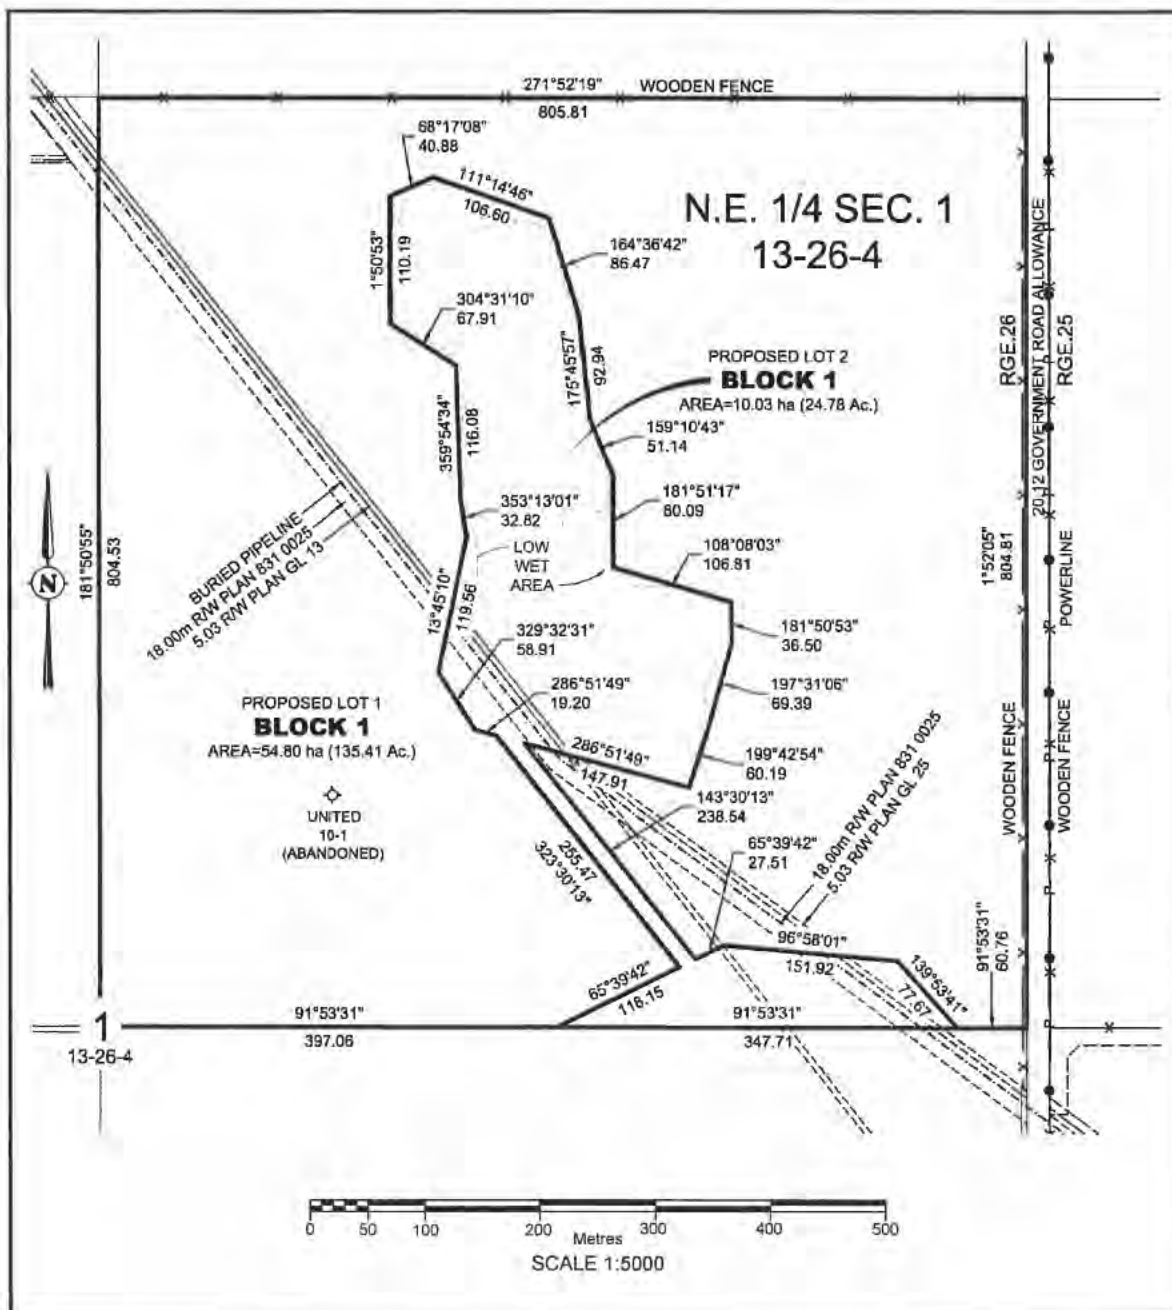 271°52'19"
WOODEN FENCE
805.81
68°17'08"
40.88
111°14'46"
106.60
N.E. 1/4 SEC. 1
13-26-4
164°36'42"
86.47
1°50'53"
110.19
304°31'10"
67.91
175°45'57"
92.94
PROPOSED LOT 2
BLOCK 1
AREA=10.03 ha (24.78 Ac.)
359°54'34"
116.08
159°10'43"
51.14
353°13'01"
32.82
181°51'17"
80.09
LOW
WET
AREA
108°08'03"
106.81
RGE.26
20.12 GOVERNMENT ROAD ALLOWANCE
RGE.25
1°52'05"
804.81
POWERLINE
181°50'55"
804.53
N
BURIED PIPELINE
18.00m R/W PLAN 831 0025
5.03 R/W PLAN GL 13
13°45'10"
119.56
329°32'31"
58.91
181°50'53"
36.50
286°51'49"
19.20
197°31'06"
69.39
PROPOSED LOT 1
BLOCK 1
AREA=54.80 ha (135.41 Ac.)
286°51'49"
147.91
199°42'54"
60.19
143°30'13"
238.54
UNITED
10-1
(ABANDONED)
65°39'42"
27.51
18.00m R/W PLAN 831 0025
5.03 R/W PLAN GL 25
WOODEN FENCE
WOODEN FENCE
255.47
323°30'13"
96°58'01"
151.92
139°53'41"
77.67
91°53'31"
60.76
65°39'42"
118.15
1
13-26-4
91°53'31"
397.06
91°53'31"
347.71
0 50 100 200 300 400 500
Metres
SCALE 1:5000